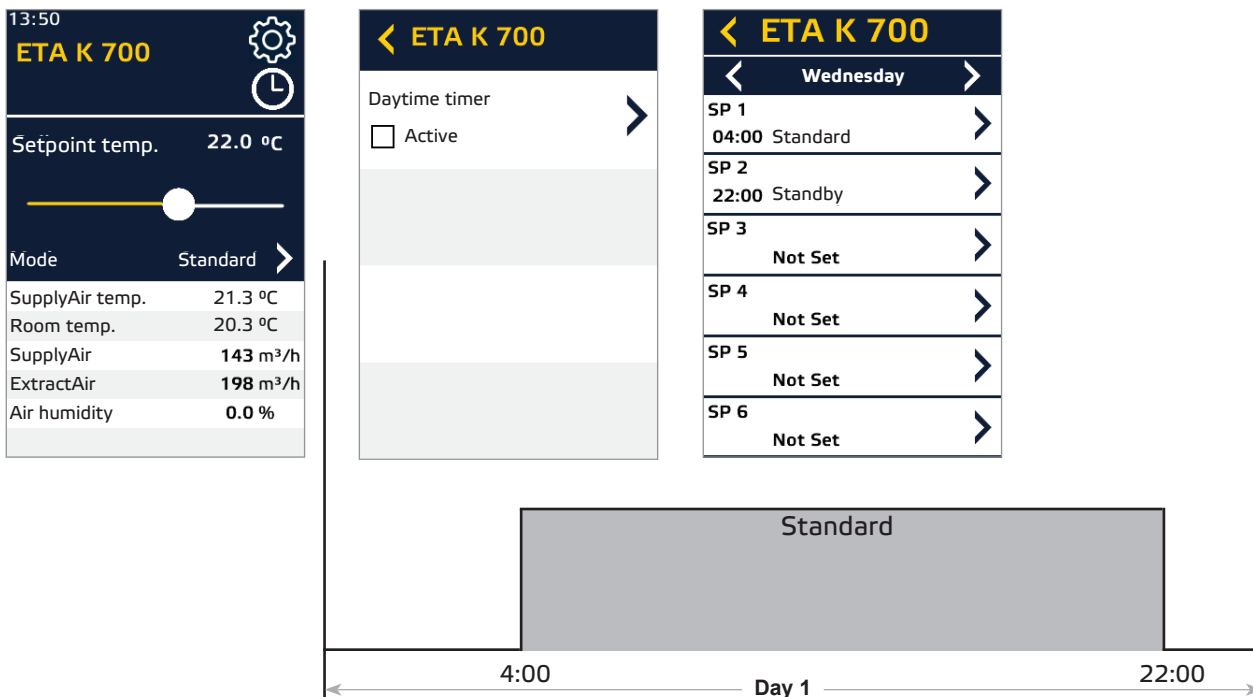 13:50
ETA K 700
Setpoint temp. 22.0 ºC
Mode Standard
SupplyAir temp. 21.3 ºC
Room temp. 20.3 ºC
SupplyAir 143 m³/h
ExtractAir 198 m³/h
Air humidity 0.0 %
ETA K 700
Daytime timer
Active
ETA K 700
Wednesday
SP 1
04:00 Standard
SP 2
22:00 Standby
SP 3
Not Set
SP 4
Not Set
SP 5
Not Set
SP 6
Not Set
Standard
4:00 22:00
Day 1